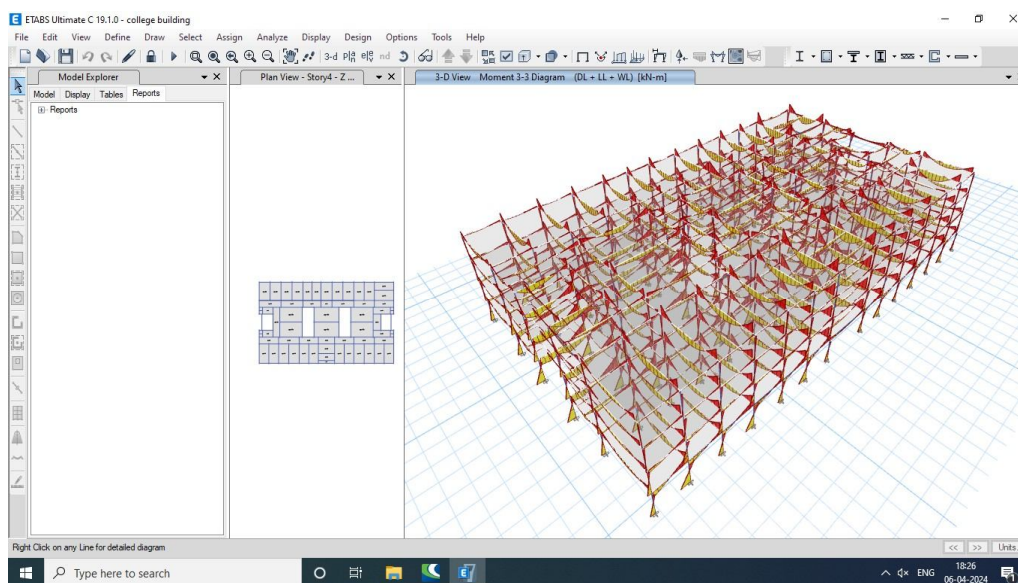 E ETABS Ultimate C 19.1.0 - college building
File Edit View Define Draw Select Assign Analyze Display Design Options Tools Help
3-d nd
Model Explorer
Plan View - Story4 - Z ...
3-D View Moment 3-3 Diagram (DL + LL + WL) [kN-m]
Model Display Tables Reports
Reports
Right Click on any Line for detailed diagram
<< >> Units
Type here to search
ENG
18:26
06-04-2024